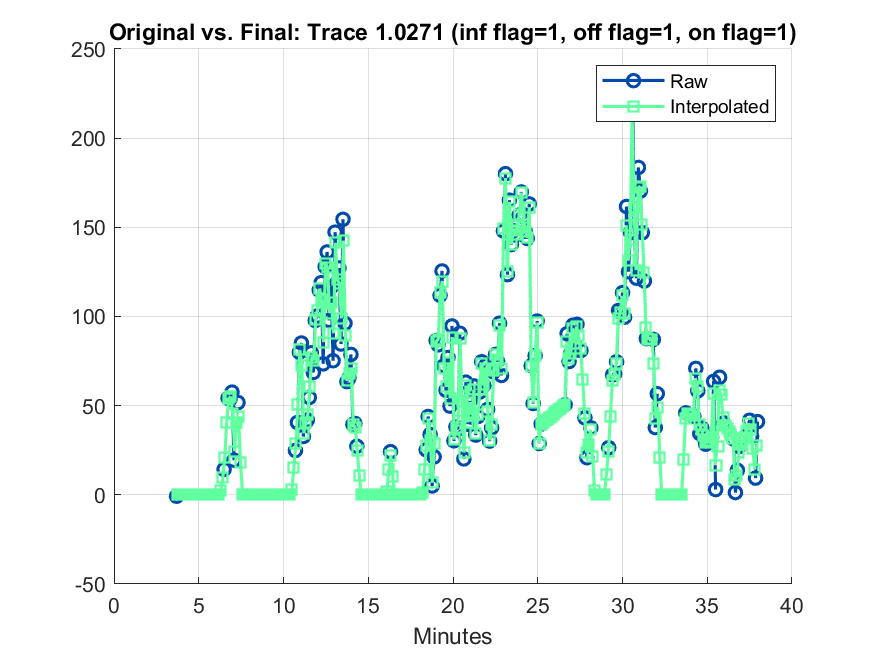 Original vs. Final: Trace 1.0271 (inf flag=1, off flag=1, on flag=1)
250
200
150
100
50
0
-50
0 5 10 15 20 25 30 35 40
Minutes
Raw
Interpolated